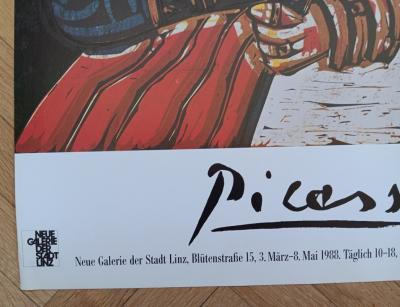 Picass
NEUE
GALERIE
DER
STADT
LINZ
Neue Galerie der Stadt Linz, Blütenstraße 15, 3. März–8. Mai 1988. Täglich 10–18,